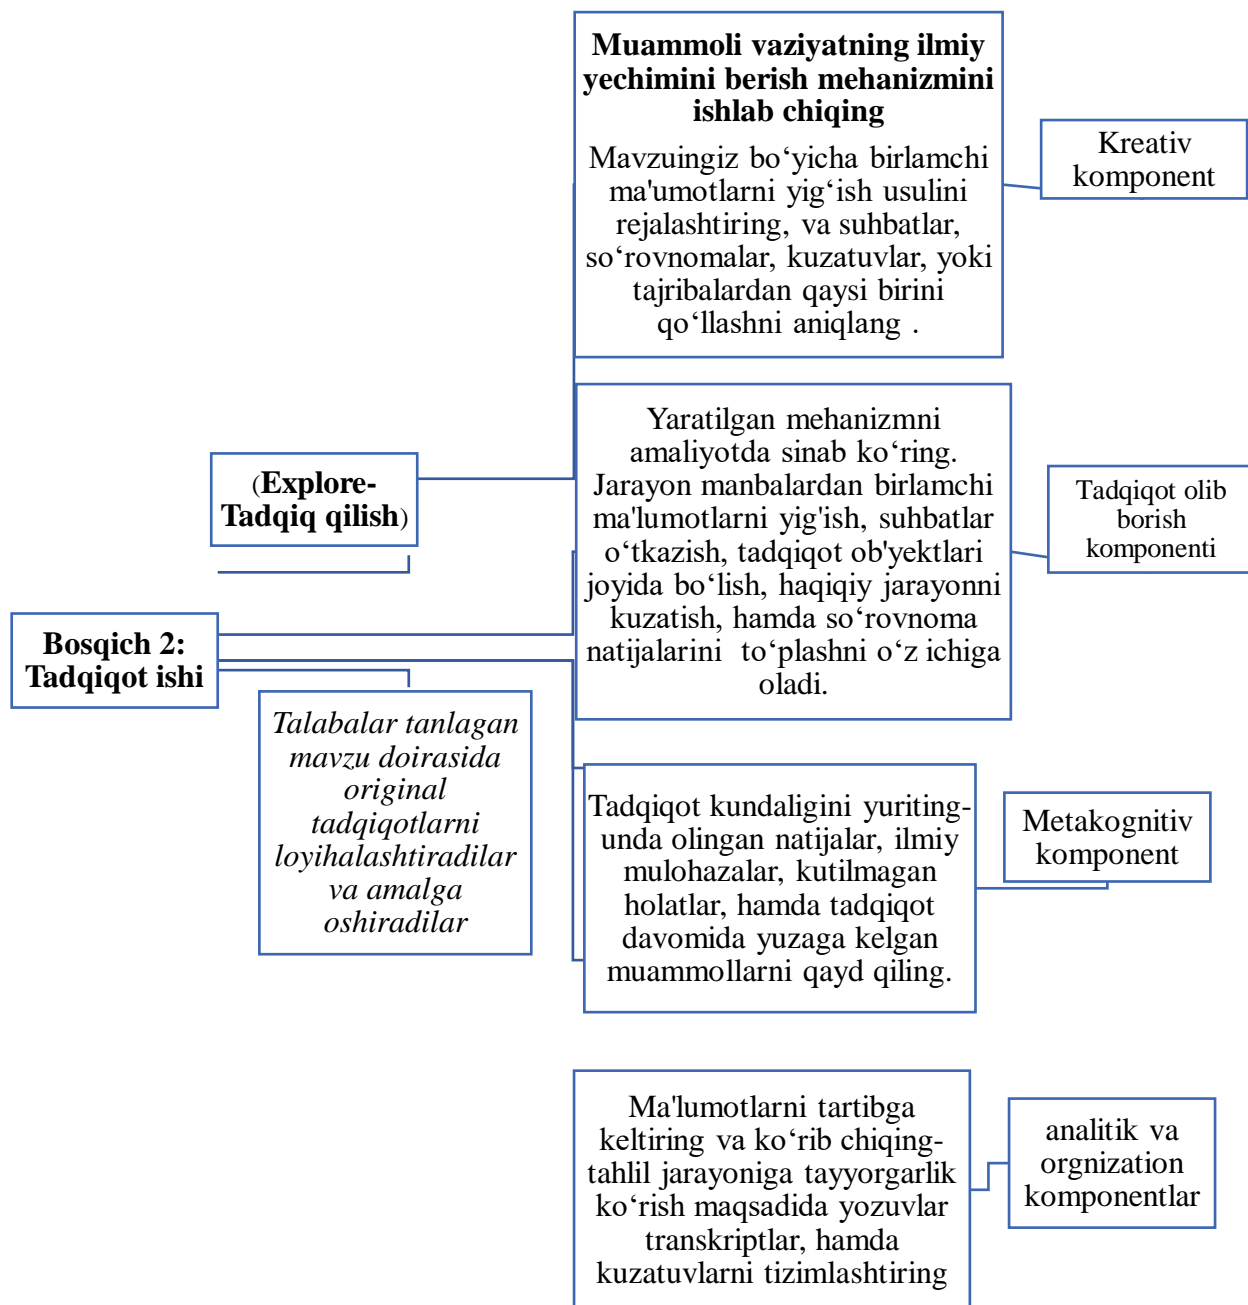 Muammoli vaziyatning ilmiy
yechimini berish mehanizmini
ishlab chiqing
Mavzuingiz bo‘yicha birlamchi
ma'umotlarni yig‘ish usulini
rejalashtiring, va suhbatlar,
so‘rovnomalar, kuzatuvlar, yoki
tajribalardan qaysi birini
qo‘llashni aniqlang .
Kreativ
komponent
(Explore-
Tadqiq qilish)
Yaratilgan mehanizmni
amaliyotda sinab ko‘ring.
Jarayon manbalardan birlamchi
ma'lumotlarni yig'ish, suhbatlar
o‘tkazish, tadqiqot ob'yektlari
joyida bo‘lish, haqiqiy jarayonni
kuzatish, hamda so‘rovnoma
natijalarini to‘plashni o‘z ichiga
oladi.
Tadqiqot olib
borish
komponenti
Bosqich 2:
Tadqiqot ishi
Talabalar tanlagan
mavzu doirasida
original
tadqiqotlarni
loyihalashtiradilar
va amalga
oshiradilar
Tadqiqot kundaligini yuriting-
unda olingan natijalar, ilmiy
mulohazalar, kutilmagan
holatlar, hamda tadqiqot
davomida yuzaga kelgan
muammollarni qayd qiling.
Metakognitiv
komponent
Ma'lumotlarni tartibga
keltiring va ko‘rib chiqing-
tahlil jarayoniga tayyorgarlik
ko‘rish maqsadida yozuvlar
transkriptlar, hamda
kuzatuvlarni tizimlashtiring
analitik va
orgnization
komponentlar